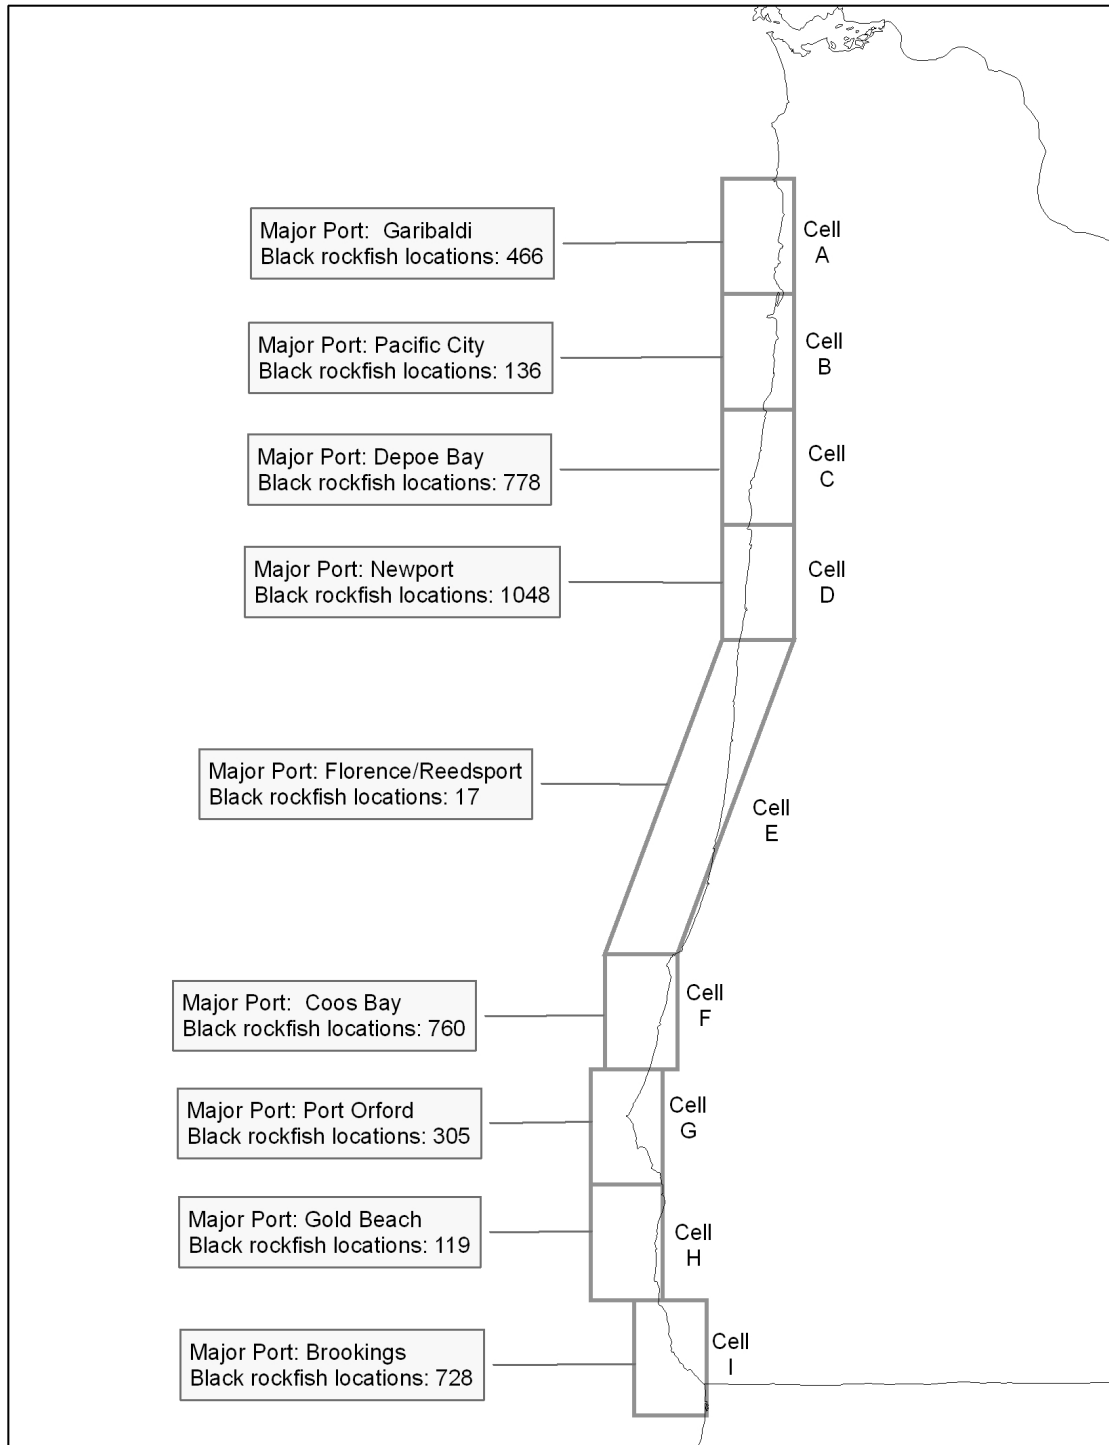 Major Port:  Garibaldi
Black rockfish locations: 466
Cell
A
Major Port: Pacific City
Black rockfish locations: 136
Cell
B
Major Port: Depoe Bay
Black rockfish locations: 778
Cell
C
Major Port: Newport
Black rockfish locations: 1048
Cell
D
Major Port: Florence/Reedsport
Black rockfish locations: 17
Cell
E
Major Port:  Coos Bay
Black rockfish locations: 760
Cell
F
Major Port: Port Orford
Black rockfish locations: 305
Cell
G
Major Port: Gold Beach
Black rockfish locations: 119
Cell
H
Major Port: Brookings
Black rockfish locations: 728
Cell
I